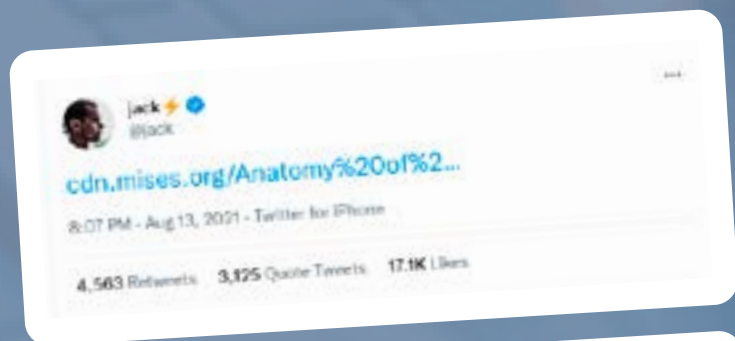 jack⚡
@jack
cdn.mises.org/Anatomy%20of%2...
8:07 PM - Aug 13, 2021 - Twitter for iPhone
4,563 Retweets 3,125 Quote Tweets 17.1K Likes